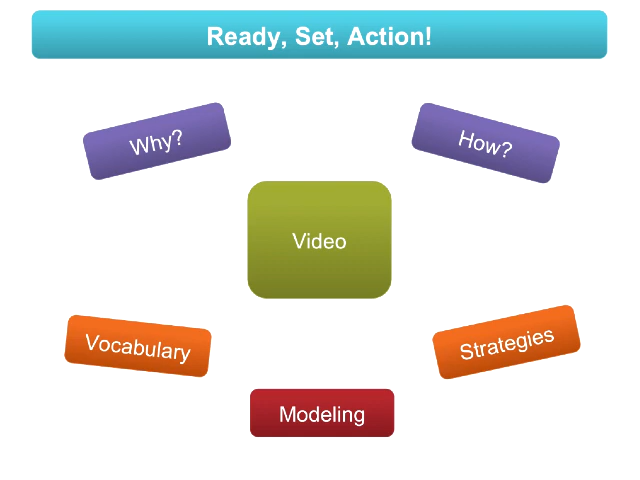 Ready, Set, Action!
Why?
How?
Video
Vocabulary
Strategies
Modeling